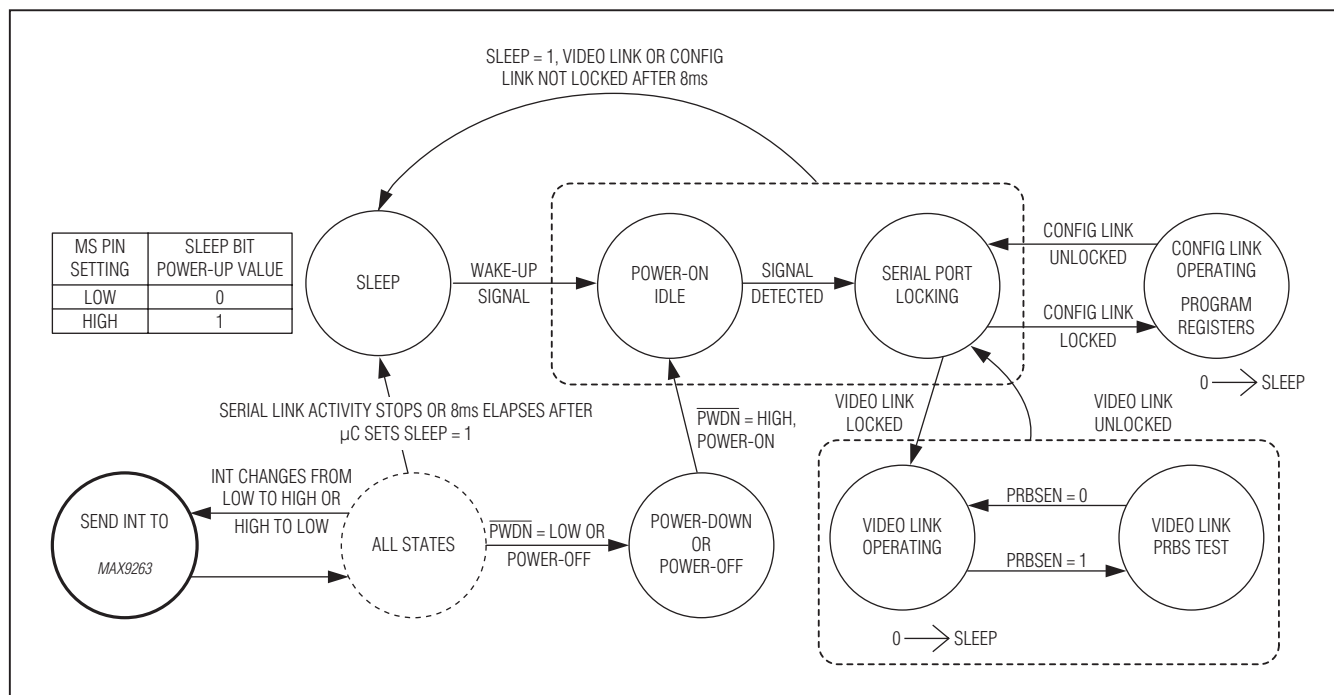 SLEEP = 1, VIDEO LINK OR CONFIG
LINK NOT LOCKED AFTER 8ms
MS PIN
SETTING
SLEEP BIT
POWER-UP VALUE
LOW
0
HIGH
1
SLEEP
WAKE-UP
SIGNAL
POWER-ON
IDLE
SIGNAL
DETECTED
SERIAL PORT
LOCKING
CONFIG LINK
UNLOCKED
CONFIG LINK
LOCKED
CONFIG LINK
OPERATING
PROGRAM
REGISTERS
0 → SLEEP
SERIAL LINK ACTIVITY STOPS OR 8ms ELAPSES AFTER
µC SETS SLEEP = 1
PWDN = HIGH,
POWER-ON
VIDEO LINK
LOCKED
VIDEO LINK
UNLOCKED
SEND INT TO
MAX9263
INT CHANGES FROM
LOW TO HIGH OR
HIGH TO LOW
ALL STATES
PWDN = LOW OR
POWER-OFF
POWER-DOWN
OR
POWER-OFF
VIDEO LINK
OPERATING
PRBSEN = 0
PRBSEN = 1
VIDEO LINK
PRBS TEST
0 → SLEEP